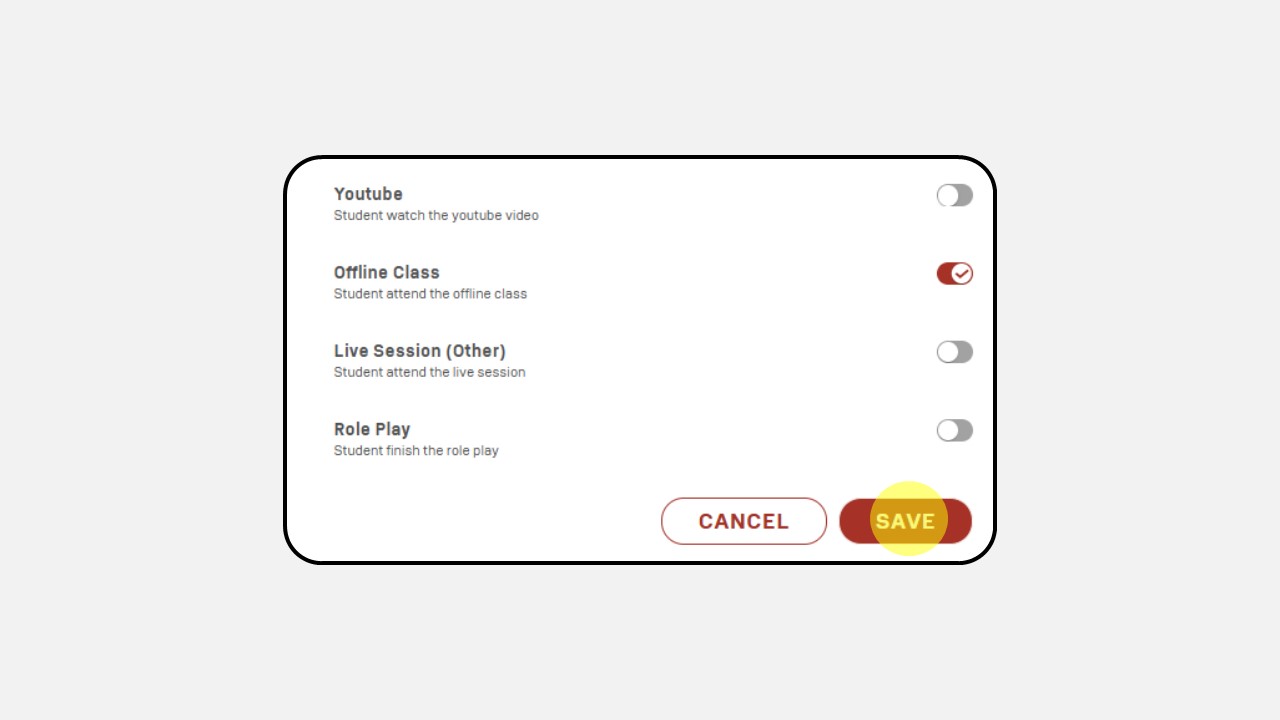 Youtube
Student watch the youtube video
Offline Class
Student attend the offline class
Live Session (Other)
Student attend the live session
Role Play
Student finish the role play
CANCEL
SAVE